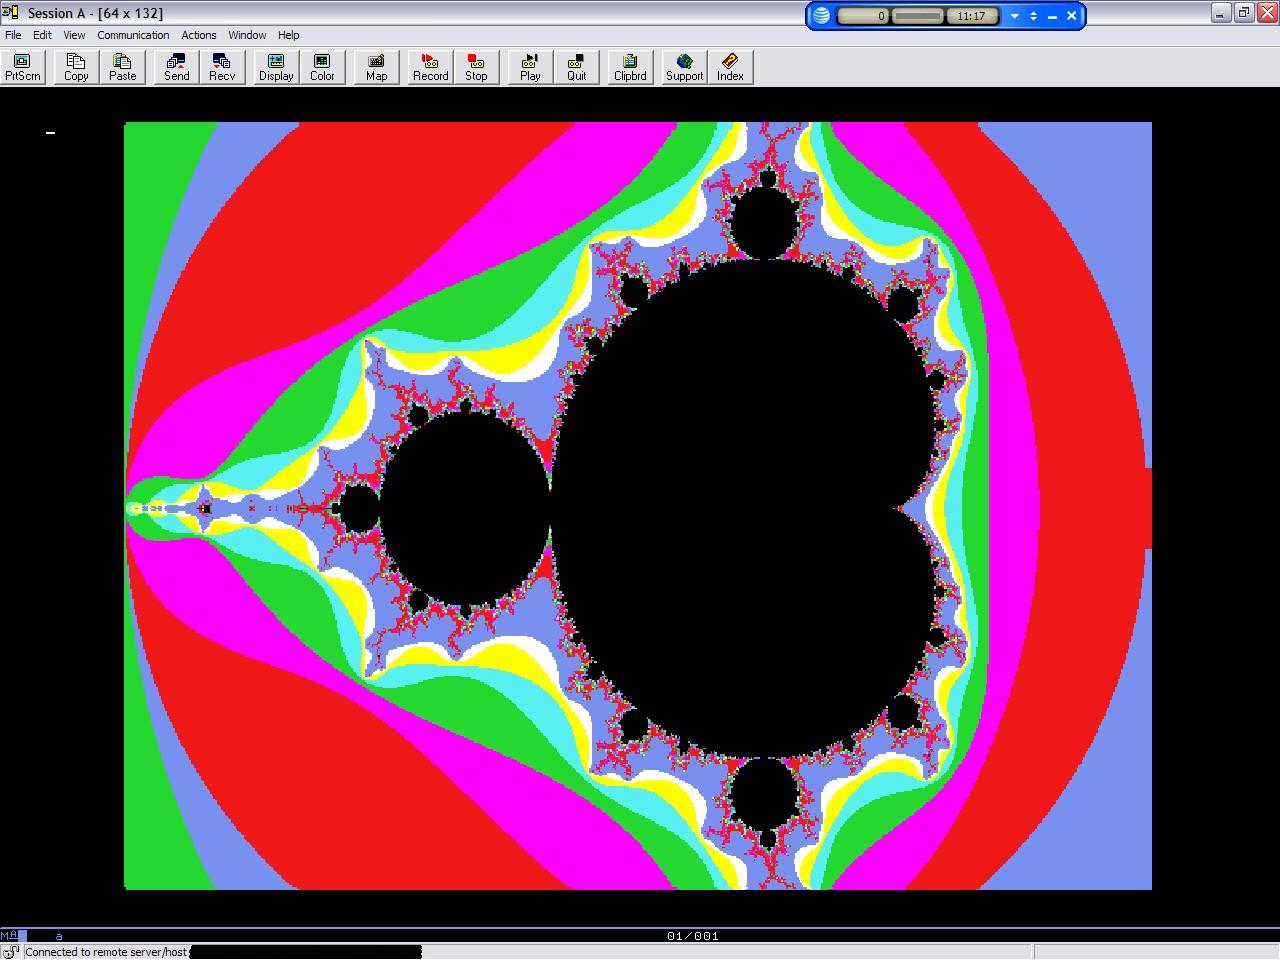 Session A - [64 x 132]
0 11:17
File Edit View Communication Actions Window Help
PrtScrn Copy Paste Send Recv Display Color Map Record Stop Play Quit Clipbrd Support Index
MA a 01/001
Connected to remote server/host